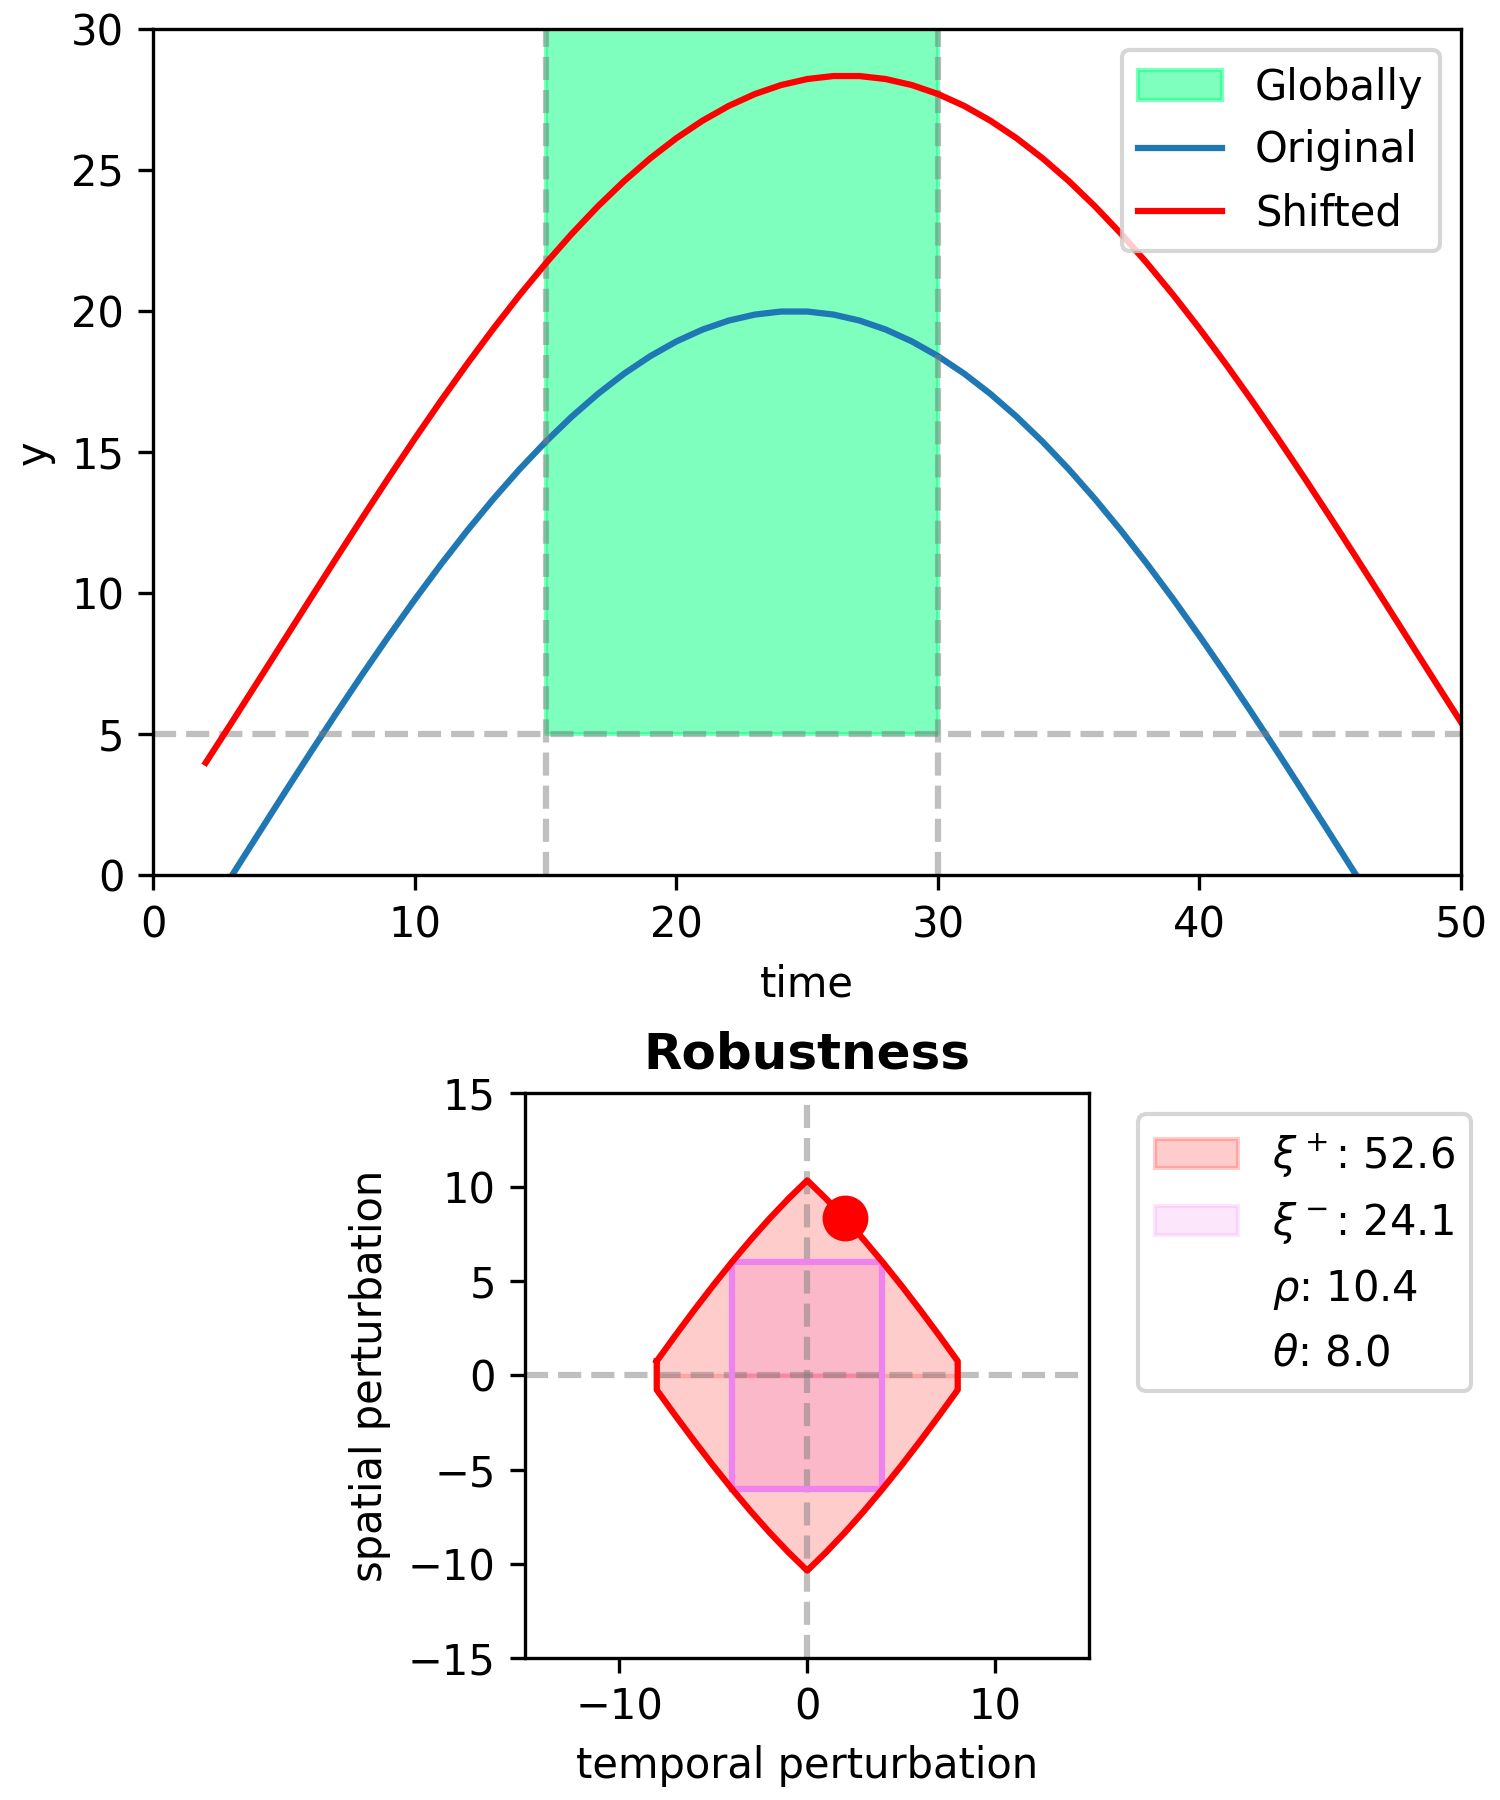 30
25
20
15
10
5
0
y
0
10
20
30
40
50
time
Globally
Original
Shifted
Robustness
15
10
5
0
−5
−10
−15
spatial perturbation
−10
0
10
temporal perturbation
ξ⁺: 52.6
ξ⁻: 24.1
ρ: 10.4
θ: 8.0